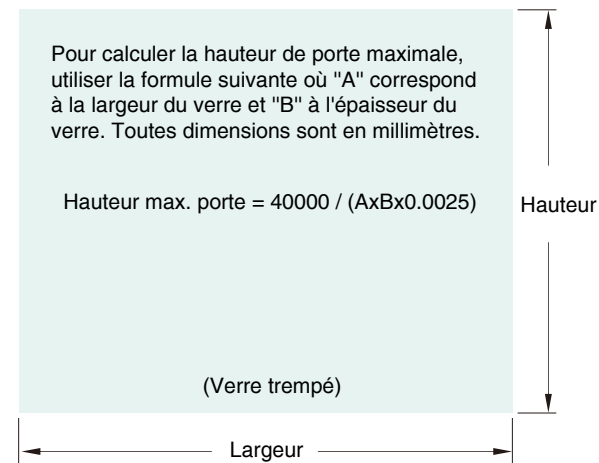 Pour calculer la hauteur de porte maximale,
utiliser la formule suivante où "A" correspond
à la largeur du verre et "B" à l'épaisseur du
verre. Toutes dimensions sont en millimètres.
Hauteur max. porte = 40000 / (AxBx0.0025)
Hauteur
(Verre trempé)
Largeur